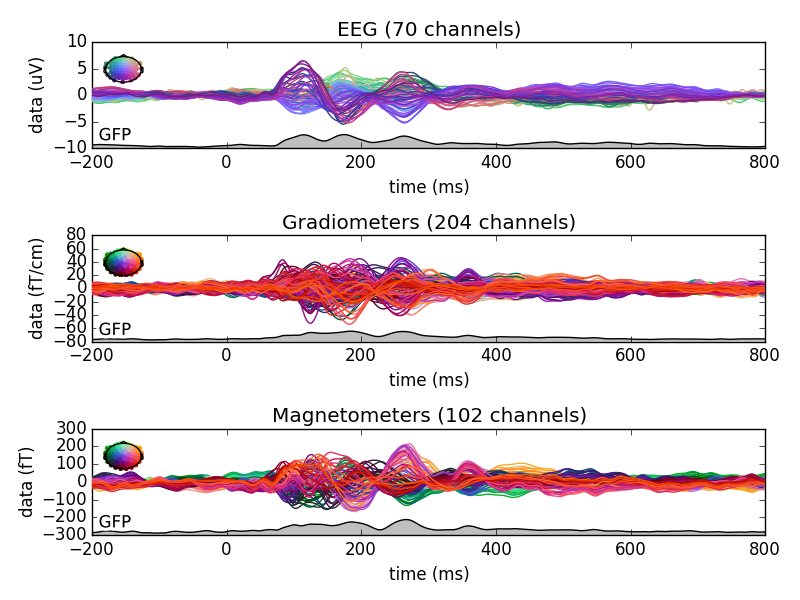 EEG (70 channels)
10
5
0
−5
−10
data (uV)
GFP
−200 0 200 400 600 800
time (ms)
Gradiometers (204 channels)
80
60
40
20
0
−20
−40
−60
−80
data (fT/cm)
GFP
−200 0 200 400 600 800
time (ms)
Magnetometers (102 channels)
300
200
100
0
−100
−200
−300
data (fT)
GFP
−200 0 200 400 600 800
time (ms)